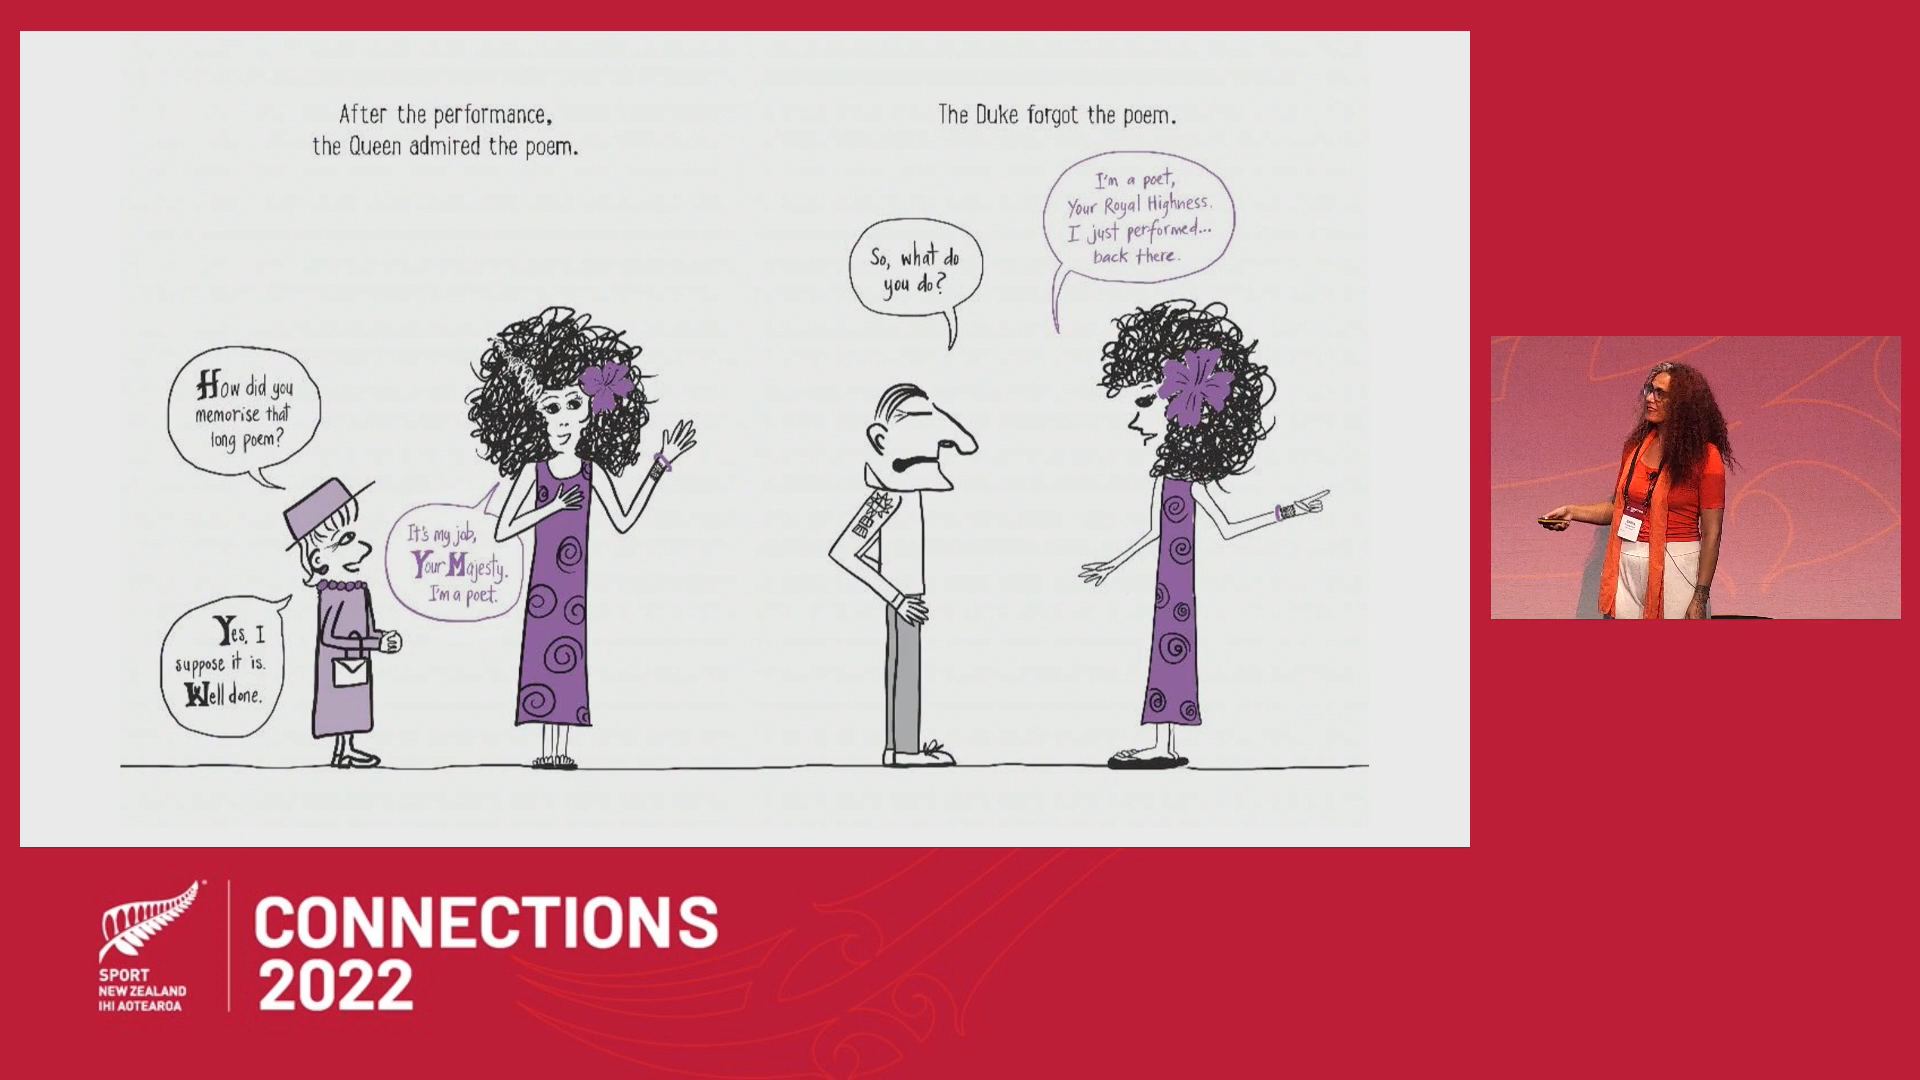 After the performance,
the Queen admired the poem.
How did you
memorise that
long poem?
It's my job,
Your Majesty.
I'm a poet.
Yes, I
suppose it is.
Well done.
The Duke forgot the poem.
So, what do
you do?
I'm a poet,
Your Royal Highness.
I just performed...
back there.
SPORT
NEW ZEALAND
IHI AOTEAROA
CONNECTIONS
2022